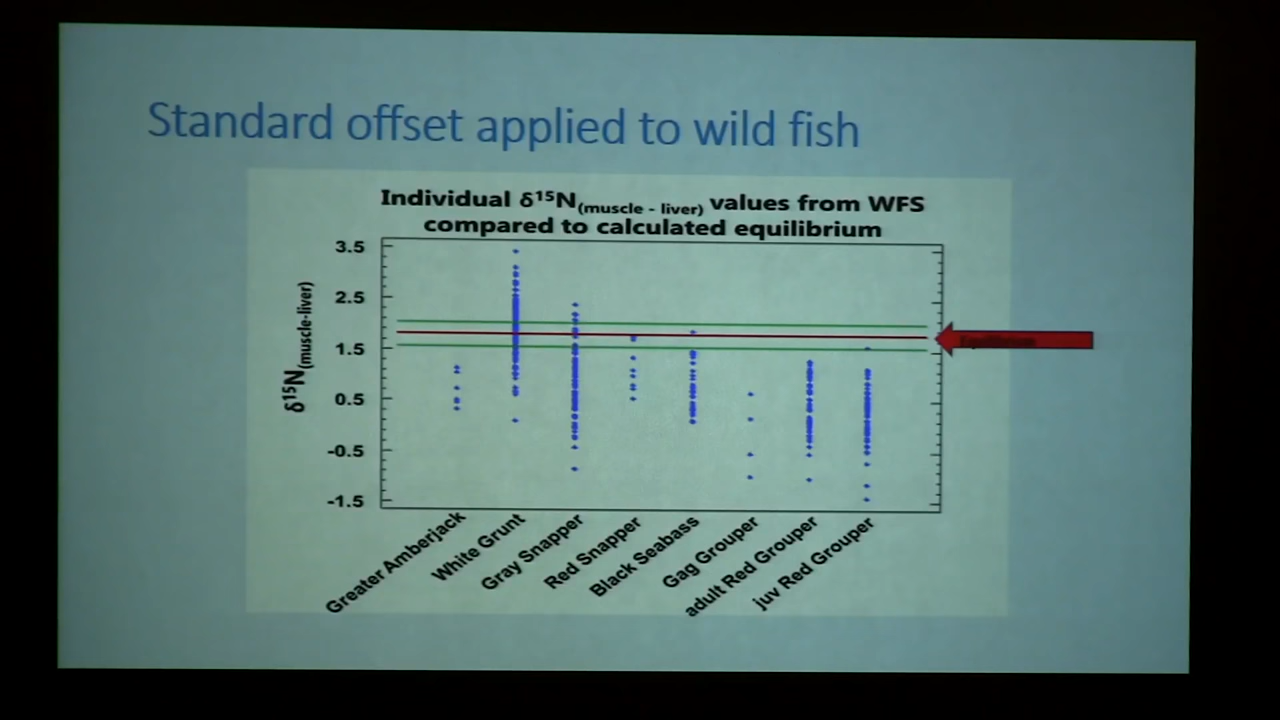 Standard offset applied to wild fish
Individual δ¹⁵N(muscle - liver) values from WFS
compared to calculated equilibrium
δ¹⁵N(muscle-liver)
3.5
2.5
1.5
0.5
-0.5
-1.5
Greater Amberjack
White Grunt
Gray Snapper
Red Snapper
Black Seabass
Gag Grouper
adult Red Grouper
juv Red Grouper